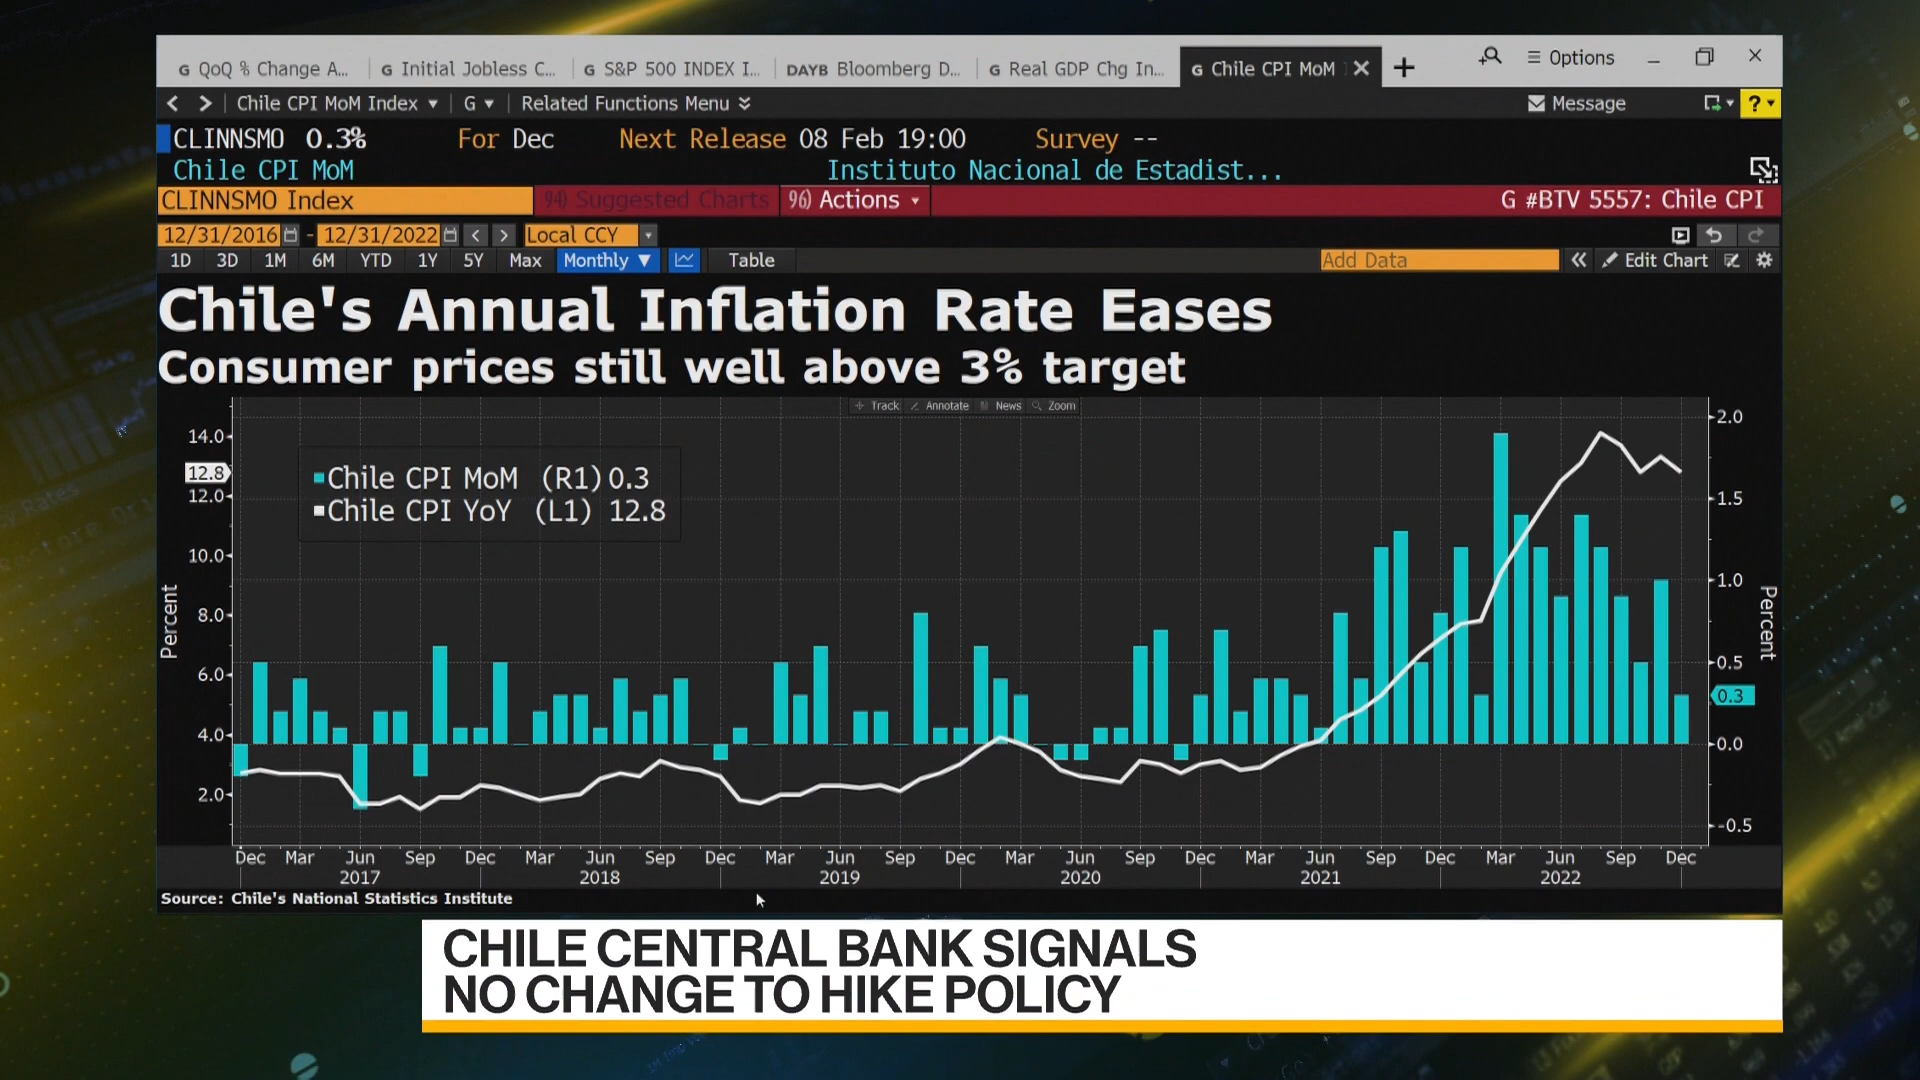 G QoQ % Change A... G Initial Jobless C... G S&P 500 INDEX I... DAYB Bloomberg D... G Real GDP Chg In... G Chile CPI MoM Options
Chile CPI MoM Index G Related Functions Menu Message ?
CLINNSMO 0.3% For Dec Next Release 08 Feb 19:00 Survey --
Chile CPI MoM Instituto Nacional de Estadist...
CLINNSMO Index 94) Suggested Charts 96) Actions G #BTV 5557: Chile CPI
12/31/2016 - 12/31/2022 Local CCY
1D 3D 1M 6M YTD 1Y 5Y Max Monthly Table Add Data Edit Chart
Chile's Annual Inflation Rate Eases
Consumer prices still well above 3% target
Track Annotate News Zoom
14.0
12.8
12.0
10.0
8.0
6.0
4.0
2.0
Percent
Chile CPI MoM (R1) 0.3
Chile CPI YoY (L1) 12.8
2.0
1.5
1.0
0.5
0.3
0.0
-0.5
Percent
Dec Mar Jun Sep Dec Mar Jun Sep Dec Mar Jun Sep Dec Mar Jun Sep Dec Mar Jun Sep Dec Mar Jun Sep Dec
2017 2018 2019 2020 2021 2022
Source: Chile's National Statistics Institute
CHILE CENTRAL BANK SIGNALS
NO CHANGE TO HIKE POLICY